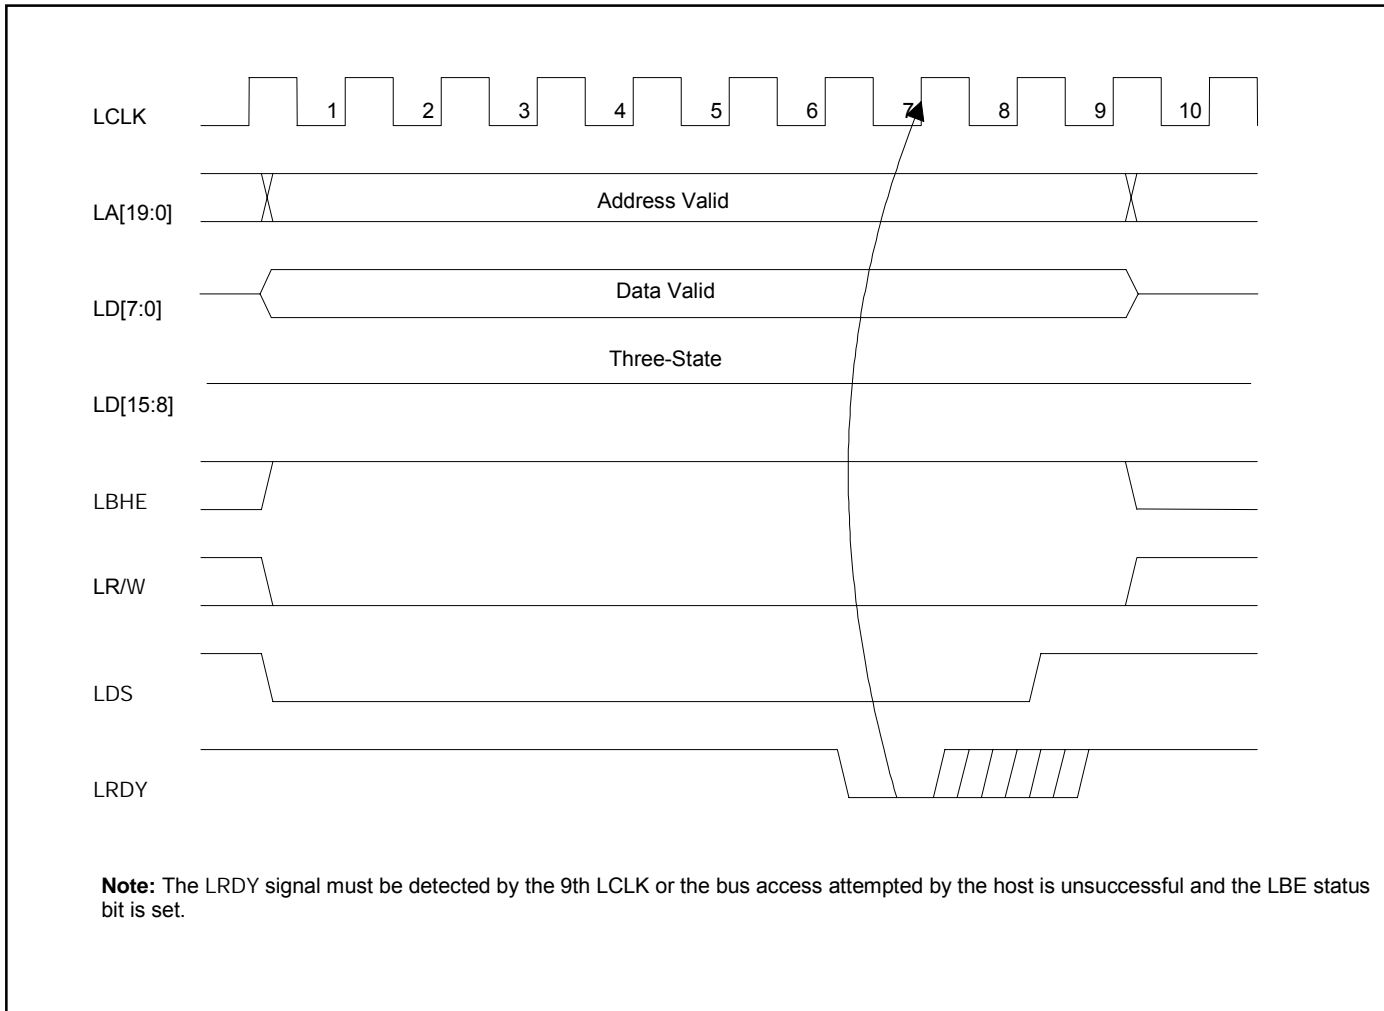 LCLK
1 2 3 4 5 6 7 8 9 10
LA[19:0]
Address Valid
LD[7:0]
Data Valid
Three-State
LD[15:8]
LBHE
LR/W
LDS
LRDY
Note: The LRDY signal must be detected by the 9th LCLK or the bus access attempted by the host is unsuccessful and the LBE status
bit is set.